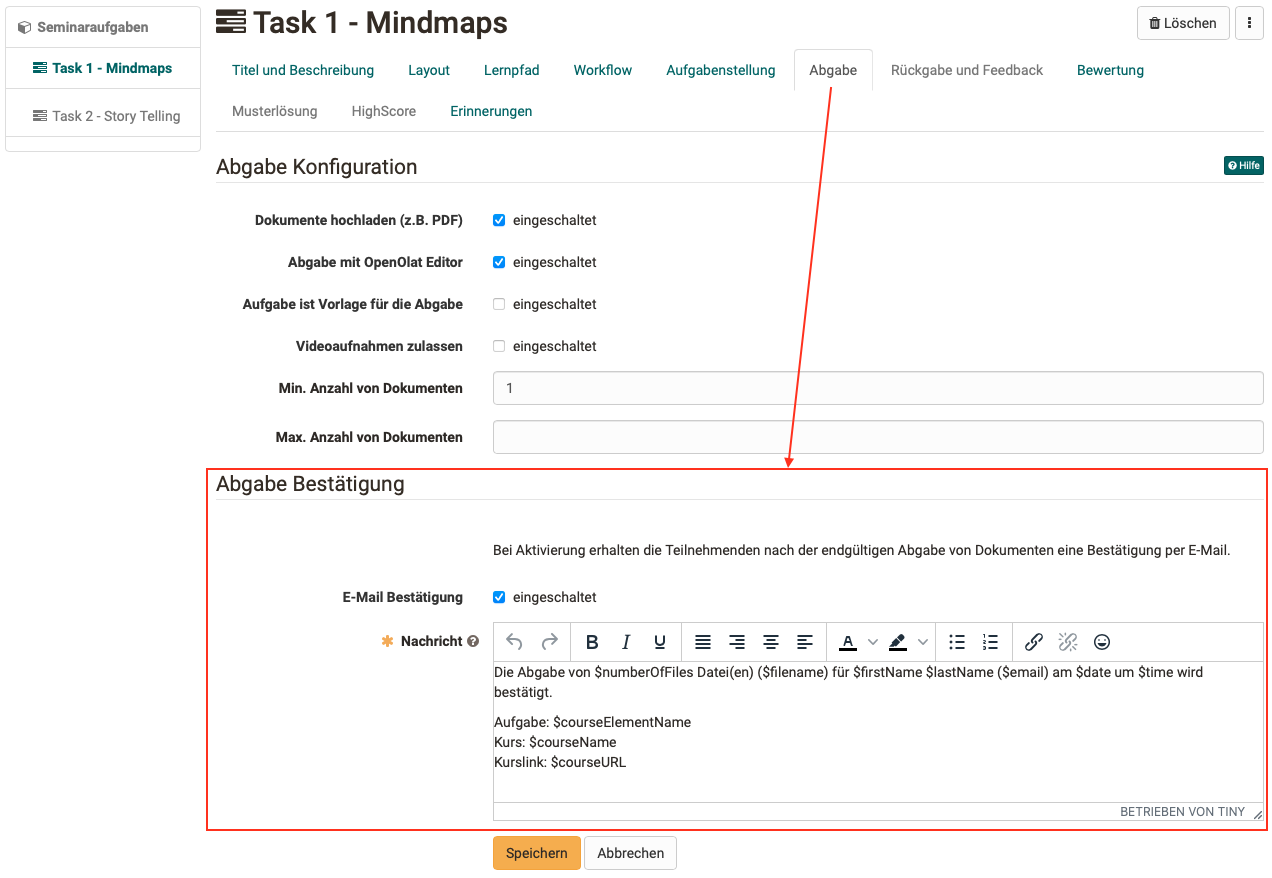 Seminaraufgaben
Task 1 - Mindmaps
Task 2 - Story Telling
Task 1 - Mindmaps
Löschen
Titel und Beschreibung Layout Lernpfad Workflow Aufgabenstellung Abgabe Rückgabe und Feedback Bewertung
Musterlösung HighScore Erinnerungen
Abgabe Konfiguration
Hilfe
Dokumente hochladen (z.B. PDF) eingeschaltet
Abgabe mit OpenOlat Editor eingeschaltet
Aufgabe ist Vorlage für die Abgabe eingeschaltet
Videoaufnahmen zulassen eingeschaltet
Min. Anzahl von Dokumenten 1
Max. Anzahl von Dokumenten
Abgabe Bestätigung
Bei Aktivierung erhalten die Teilnehmenden nach der endgültigen Abgabe von Dokumenten eine Bestätigung per E-Mail.
E-Mail Bestätigung eingeschaltet
Nachricht
B I U A
Die Abgabe von $numberOfFiles Datei(en) ($filename) für $firstName $lastName ($email) am $date um $time wird
bestätigt.
Aufgabe: $courseElementName
Kurs: $courseName
Kurslink: $courseURL
BETRIEBEN VON TINY
Speichern Abbrechen